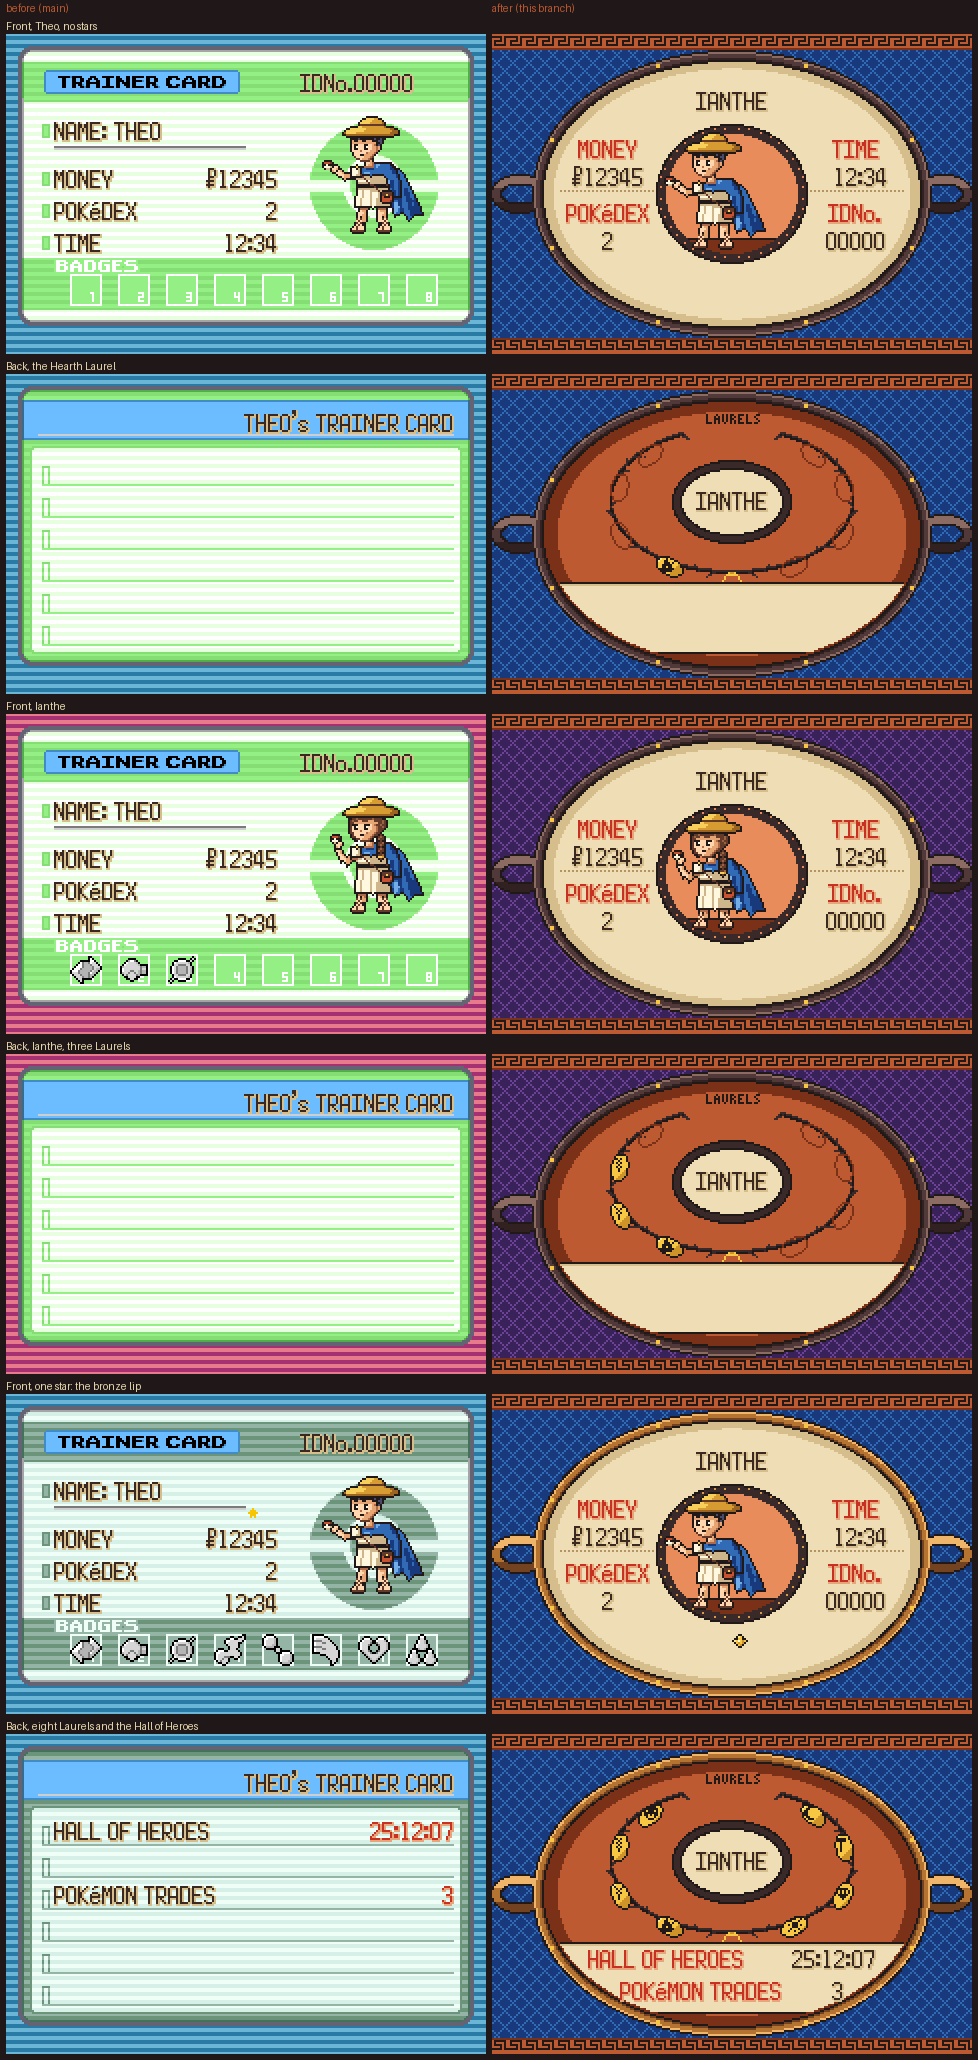 before (main)
after (this branch)
Front, Theo, no stars
TRAINER CARD
IDNo.00000
NAME: THEO
MONEY ₽12345
POKéDEX 2
TIME 12:34
BADGES
1 2 3 4 5 6 7 8
IANTHE
MONEY
₽12345
POKéDEX
2
TIME
12:34
IDNo.
00000
Back, the Hearth Laurel
THEO's TRAINER CARD
LAURELS
IANTHE
Front, Ianthe
TRAINER CARD
IDNo.00000
NAME: THEO
MONEY ₽12345
POKéDEX 2
TIME 12:34
BADGES
4 5 6 7 8
IANTHE
MONEY
₽12345
POKéDEX
2
TIME
12:34
IDNo.
00000
Back, Ianthe, three Laurels
THEO's TRAINER CARD
LAURELS
IANTHE
Front, one star: the bronze lip
TRAINER CARD
IDNo.00000
NAME: THEO
MONEY ₽12345
POKéDEX 2
TIME 12:34
BADGES
IANTHE
MONEY
₽12345
POKéDEX
2
TIME
12:34
IDNo.
00000
Back, eight Laurels and the Hall of Heroes
THEO's TRAINER CARD
HALL OF HEROES 25:12:07
POKéMON TRADES 3
LAURELS
IANTHE
HALL OF HEROES 25:12:07
POKéMON TRADES 3